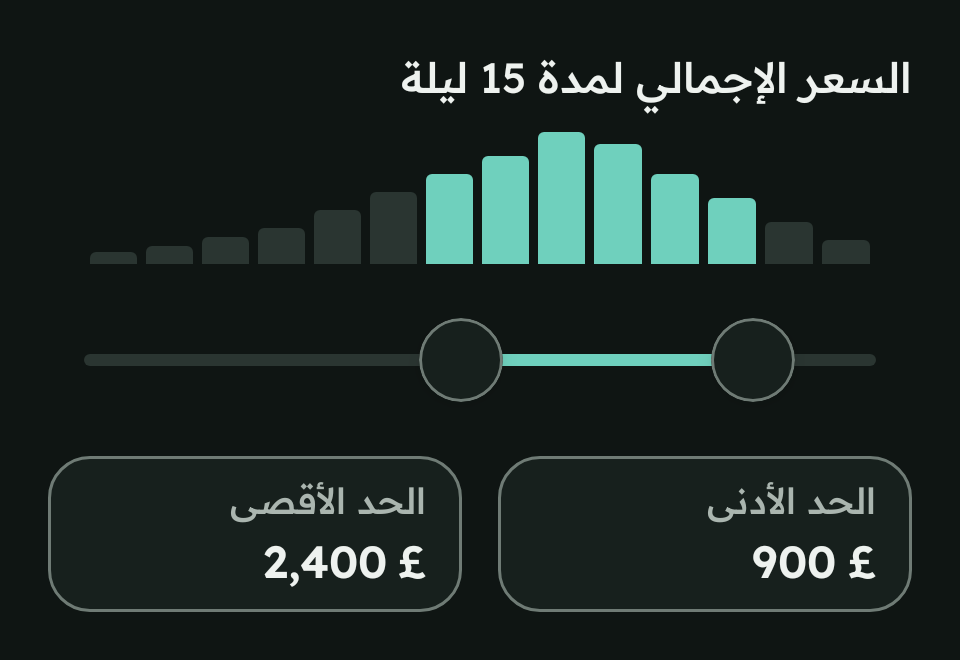 السعر الإجمالي لمدة 15 ليلة
الحد الأدنى
£ 900
الحد الأقصى
£ 2,400